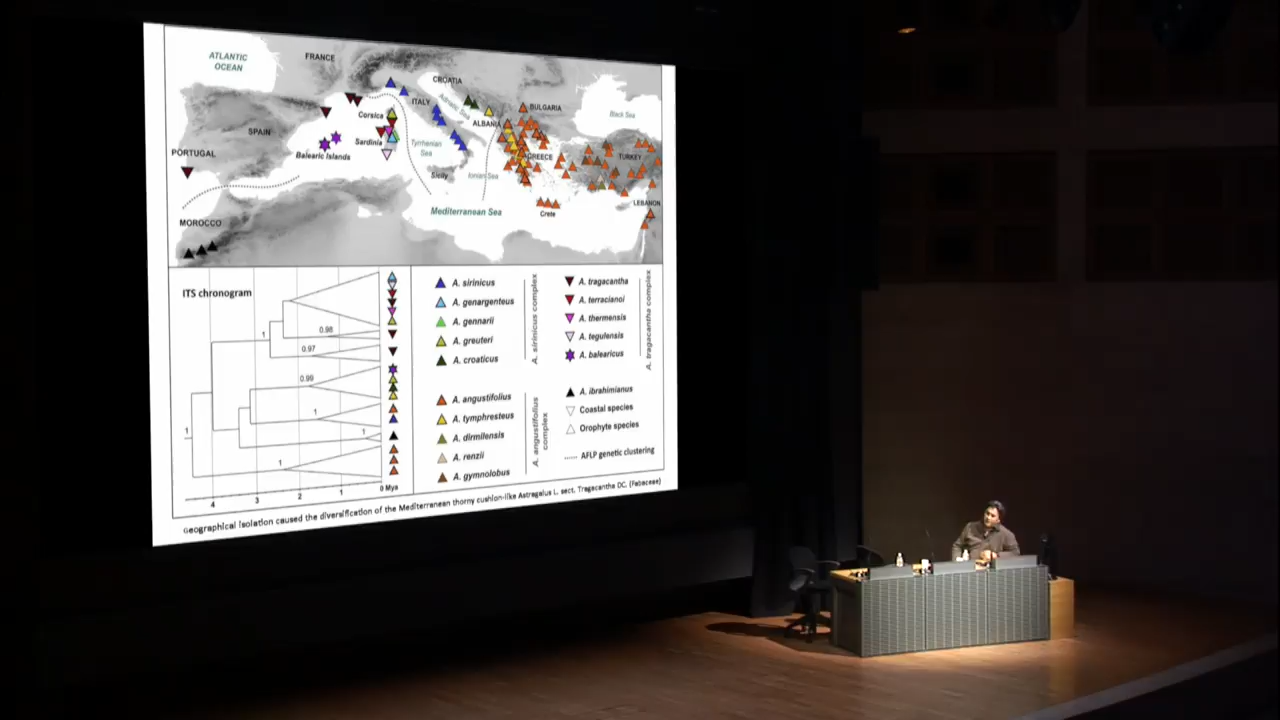 ATLANTIC
OCEAN
FRANCE
CROATIA
ITALY
Adriatic Sea
BULGARIA
Black Sea
Corsica
ALBANIA
SPAIN
Sardinia
Tyrrhenian
Sea
PORTUGAL
Balearic Islands
GREECE
TURKEY
Sicily
Ionian Sea
LEBANON
Mediterranean Sea
Crete
MOROCCO
ITS chronogram
1
0.98
0.97
0.99
1
1
1
1
4
3
2
1
0 Mya
A. sirinicus
A. genargenteus
A. gennarii
A. greuteri
A. croaticus
A. sirinicus complex
A. angustifolius
A. tymphresteus
A. dirmilensis
A. renzii
A. gymnolobus
A. angustifolius
complex
A. tragacantha
A. terracianoi
A. thermensis
A. tegulensis
A. balearicus
A. tragacantha complex
A. ibrahimianus
Coastal species
Orophyte species
AFLP genetic clustering
Geographical isolation caused the diversification of the Mediterranean thorny cushion-like Astragalus L. sect. Tragacantha DC. (Fabaceae)